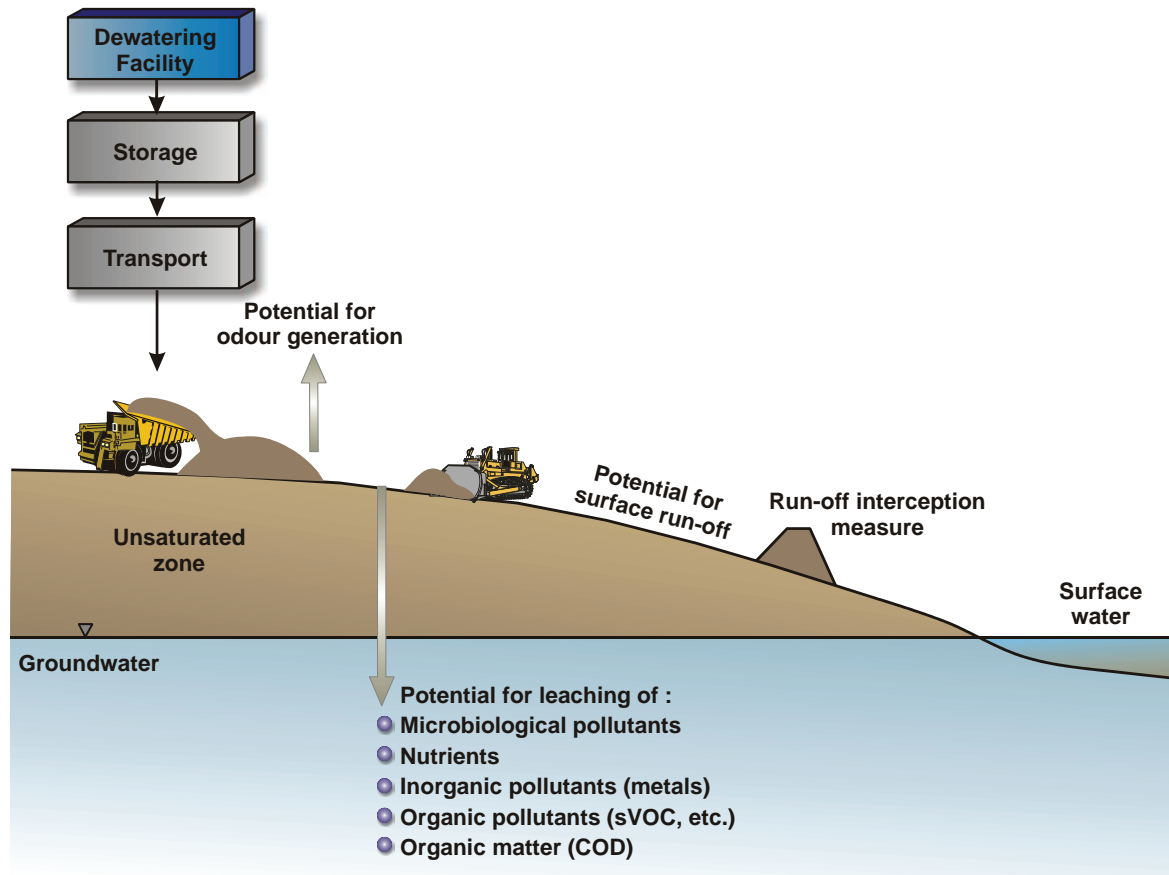 Dewatering
Facility
Storage
Transport
Potential for
odour generation
Potential for
surface run-off
Run-off interception
measure
Unsaturated
zone
Surface
water
Groundwater
Potential for leaching of :
Microbiological pollutants
Nutrients
Inorganic pollutants (metals)
Organic pollutants (sVOC, etc.)
Organic matter (COD)